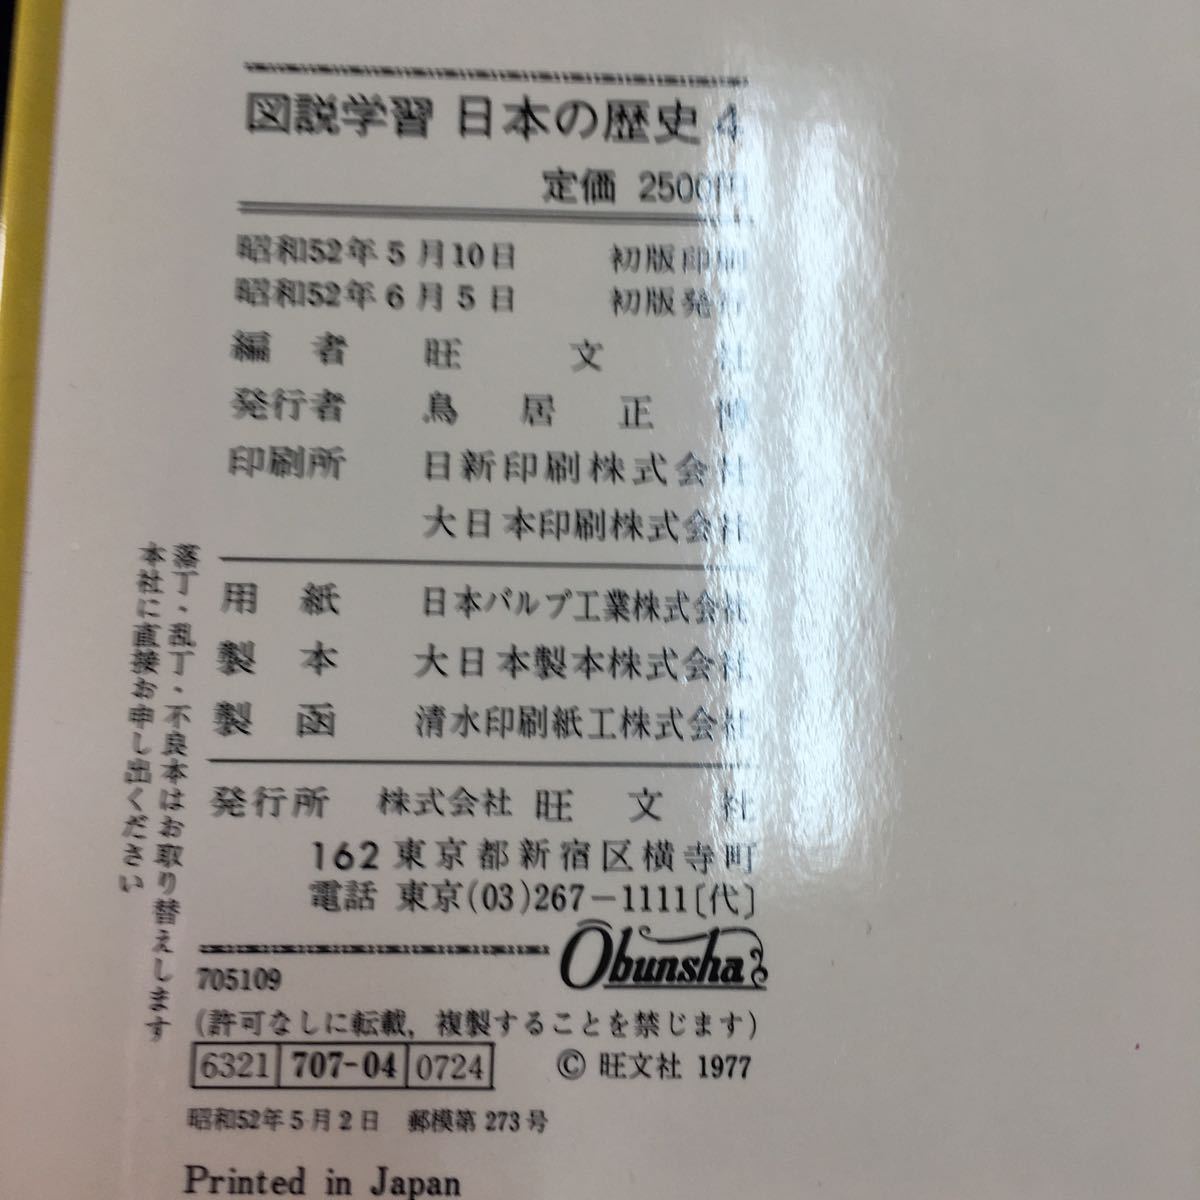 図説学習 日本の歴史4
定価 2500円
昭和52年5月10日 初版印刷
昭和52年6月5日 初版発行
編者 旺文社
発行者 鳥居正博
印刷所 日新印刷株式会社
大日本印刷株式会社
用紙 日本パルプ工業株式会社
製本 大日本製本株式会社
製函 清水印刷紙工株式会社
発行所 株式会社 旺文社
162 東京都新宿区横寺町
電話 東京(03)267-1111〔代〕
Obunsha
705109
(許可なしに転載, 複製することを禁じます)
6321 707-04 0724 © 旺文社 1977
昭和52年5月2日 郵模第273号
Printed in Japan
落丁・乱丁・不良本はお取り替えします
本社に直接お申し出ください